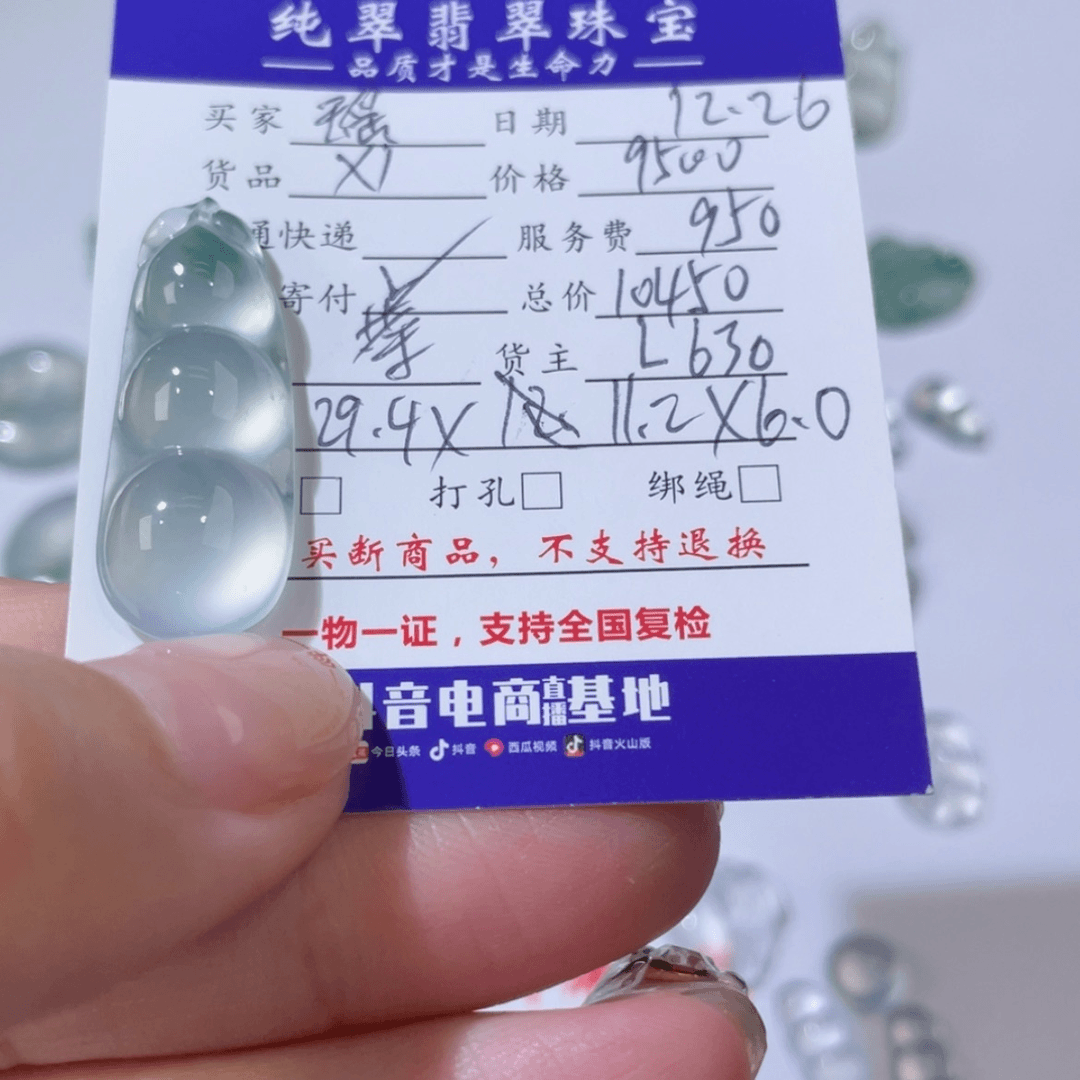 纯翠翡翠珠宝
品质才是生命力
买家 瑶 日期 12.26
货品 X1 价格 9500
通快递 服务费 950
寄付 总价 10450
货主 L630
29.4X 11.2X6.0
打孔 绑绳
买断商品，不支持退换
一物一证，支持全国复检
抖音电商直播基地
今日头条 抖音 西瓜视频 抖音火山版